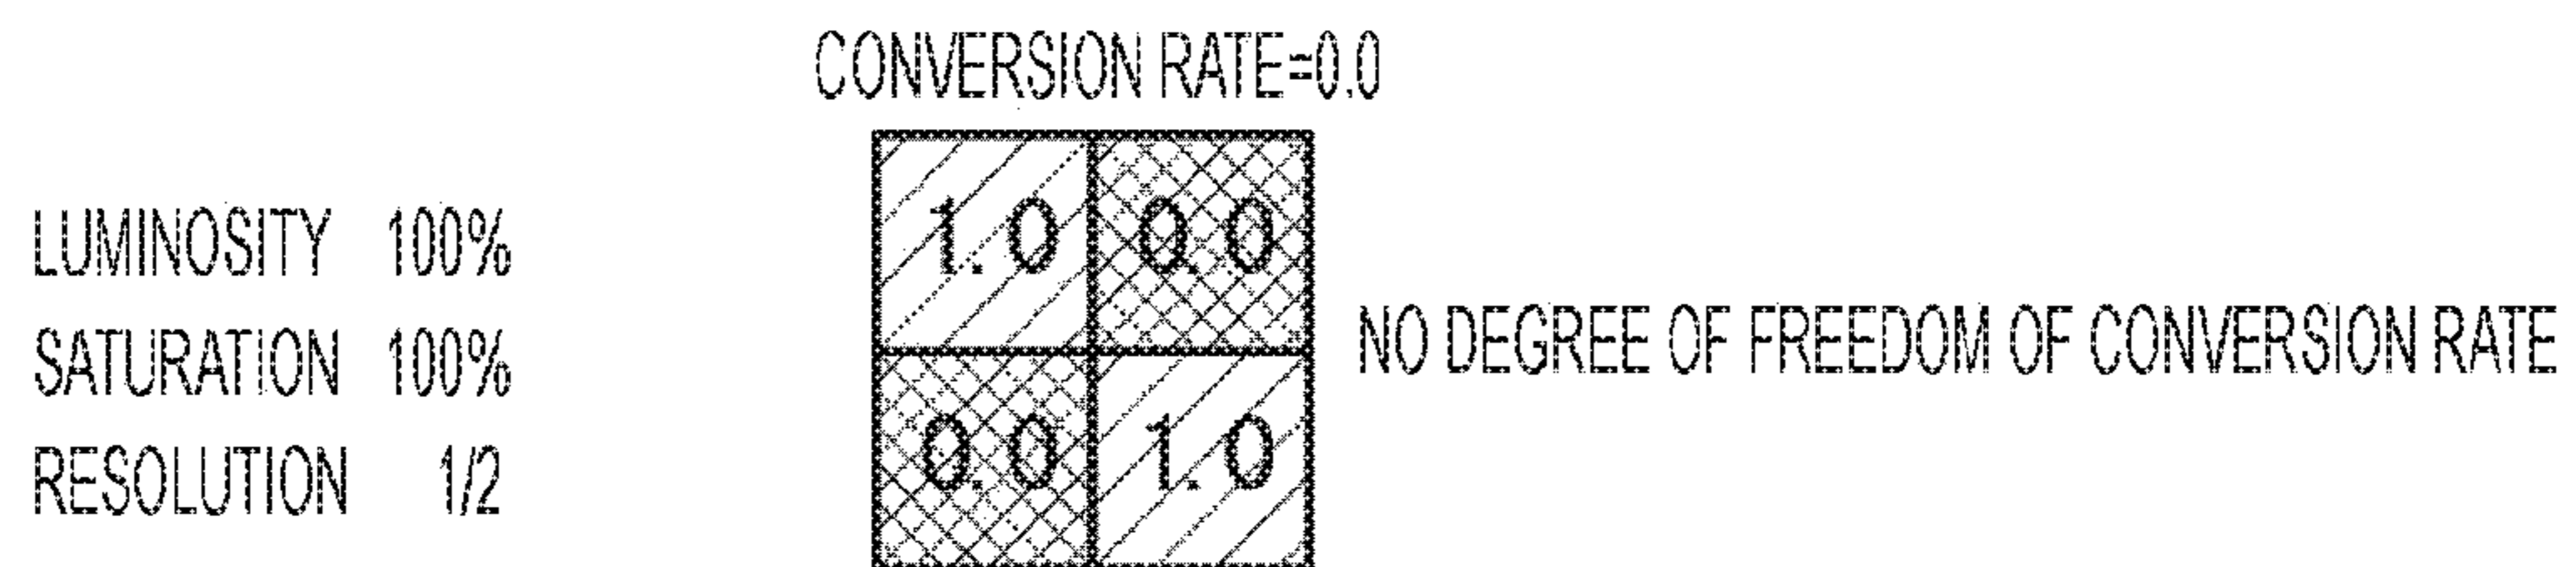 CONVERSION RATE=0.0
LUMINOSITY 100%
SATURATION 100%
RESOLUTION 1/2
1.0 0.0
0.0 1.0
NO DEGREE OF FREEDOM OF CONVERSION RATE